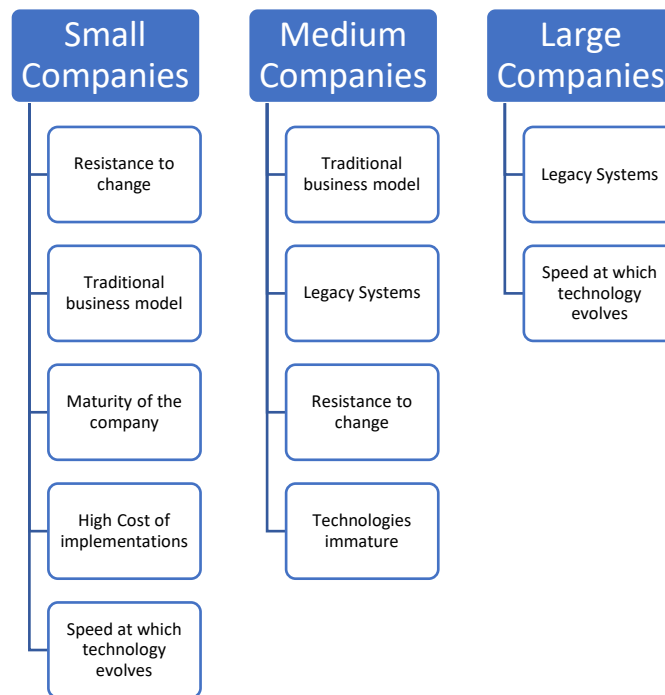 Small
Companies
Resistance to
change
Traditional
business model
Maturity of the
company
High Cost of
implementations
Speed at which
technology
evolves
Medium
Companies
Traditional
business model
Legacy Systems
Resistance to
change
Technologies
immature
Large
Companies
Legacy Systems
Speed at which
technology
evolves